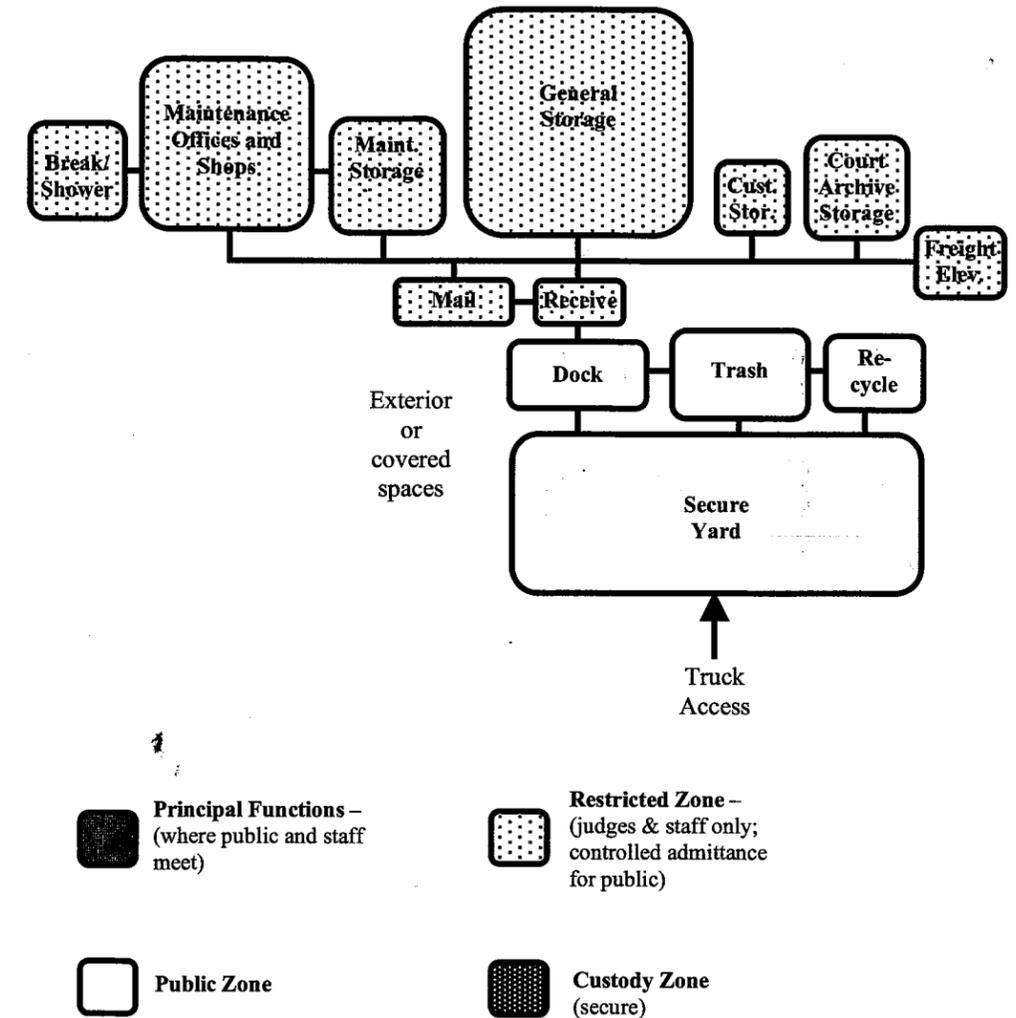 General
Storage
Maintenance
Offices and
Shops
Maint.
Storage
Break/
Shower
Court
Archive
Storage
Cust.
Stor.
Freight
Elev.
Mail
Receive
Dock
Trash
Re-
cycle
Exterior
or
covered
spaces
Secure
Yard
Truck
Access
Principal Functions –
(where public and staff
meet)
Restricted Zone –
(judges & staff only;
controlled admittance
for public)
Public Zone
Custody Zone
(secure)